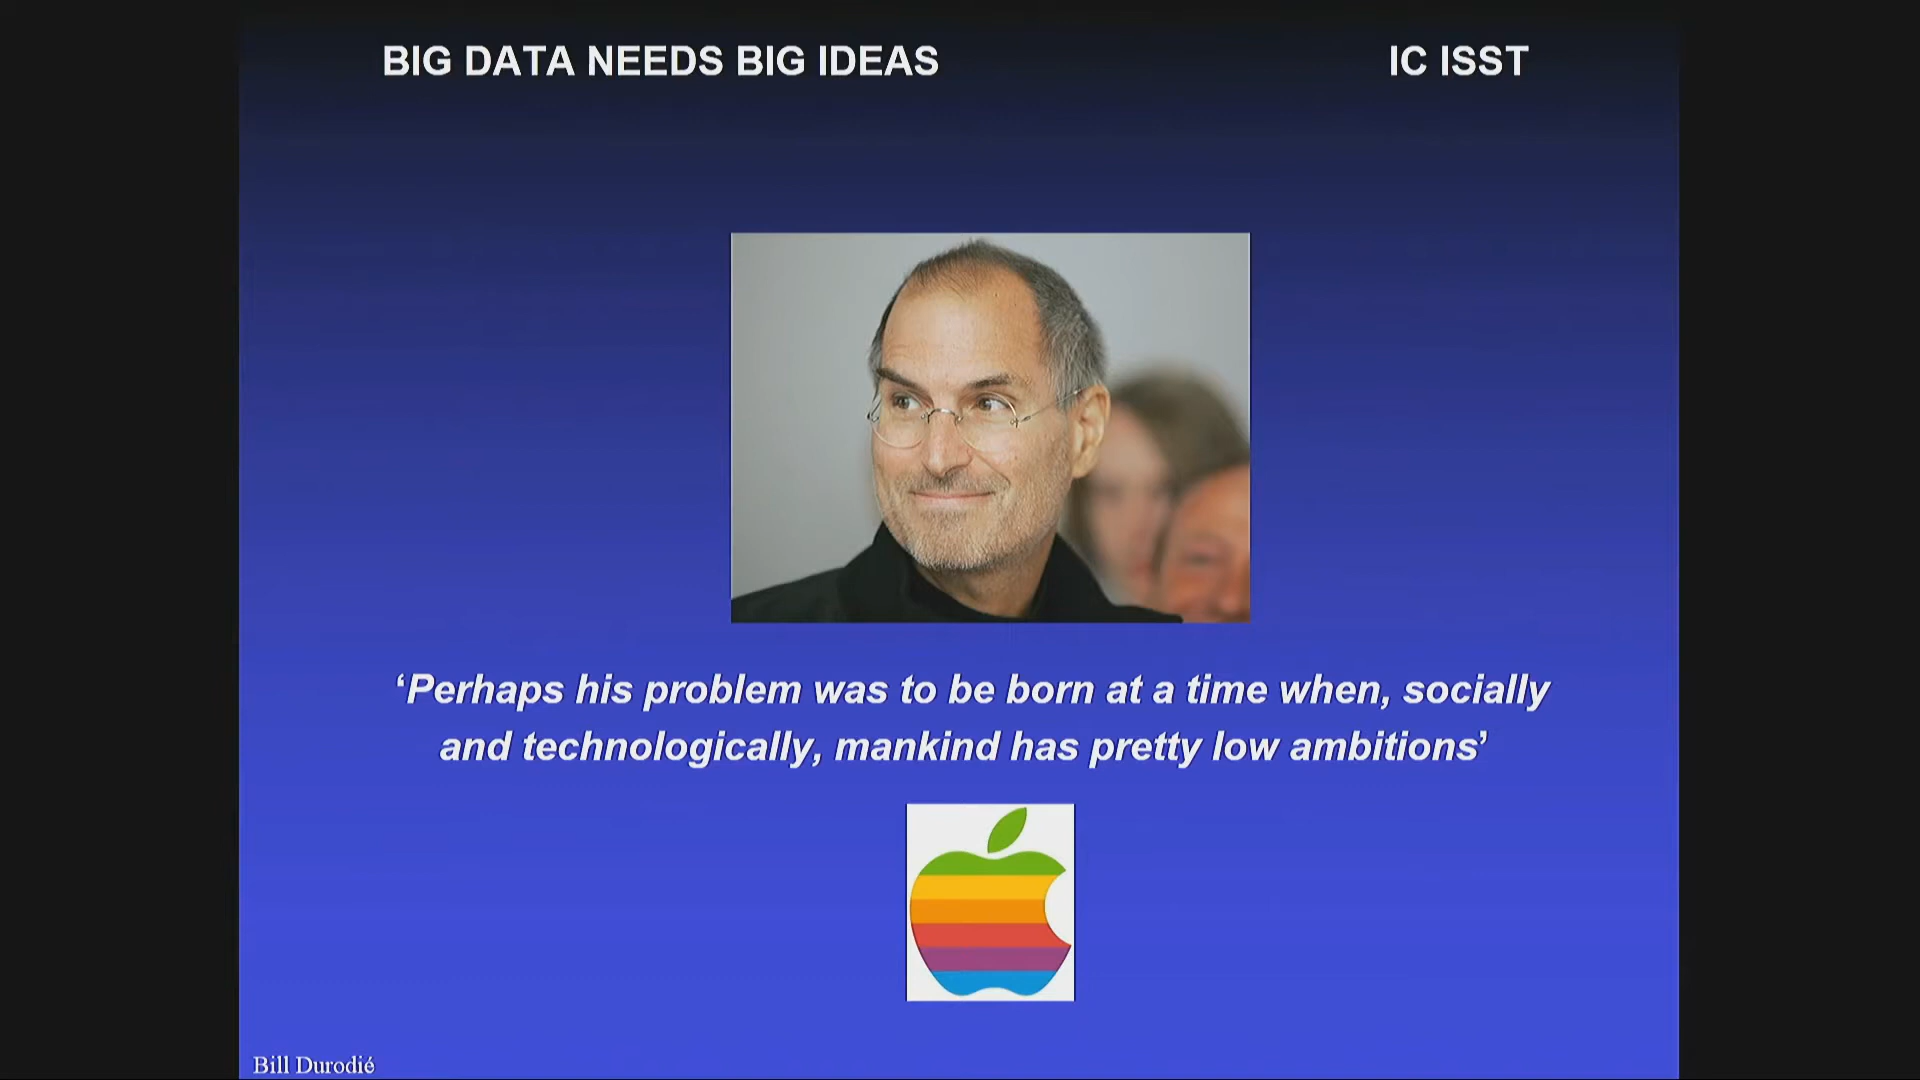 BIG DATA NEEDS BIG IDEAS
IC ISST
‘Perhaps his problem was to be born at a time when, socially
and technologically, mankind has pretty low ambitions’
Bill Durodié